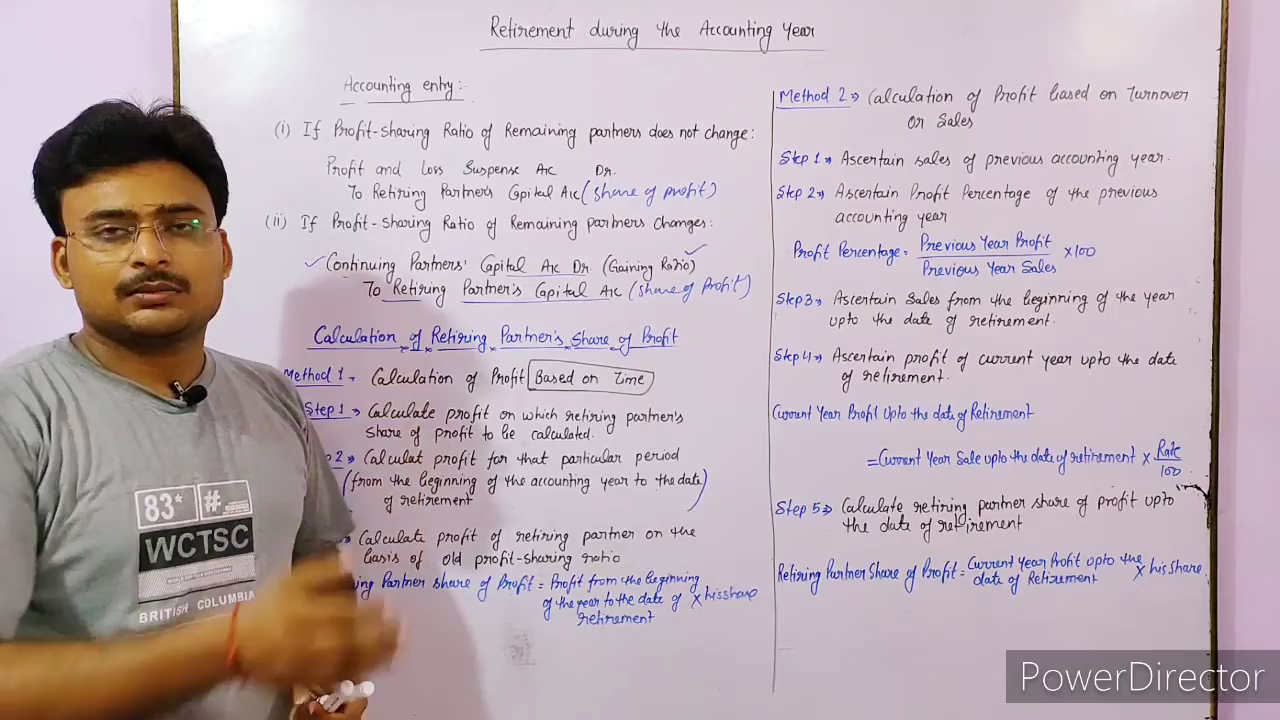 Retirement during the Accounting Year
Accounting entry:-
(i) If Profit-Sharing Ratio of Remaining partners does not change:
Profit and Loss Suspense A/c Dr.
To Retiring Partner's Capital A/c (share of profit)
(ii) If Profit-Sharing Ratio of Remaining partners Changes:
Continuing Partners' Capital A/c Dr. (Gaining Ratio)
To Retiring Partner's Capital A/c (share of Profit)
Calculation of Retiring Partner's Share of Profit
Method 1 - Calculation of Profit Based on Time
Step 1 ⇒ Calculate profit on which retiring partner's
share of profit to be calculated.
2 ⇒ Calculat profit for that particular period
(from the beginning of the accounting year to the date
of retirement)
Calculate profit of retiring partner on the
basis of old profit-sharing ratio
ring Partner share of Profit = Profit from the beginning
of the year to the date of × his share
retirement
Method 2 ⇒ Calculation of Profit based on Turnover
or Sales
Step 1 ⇒ Ascertain sales of previous accounting year.
Step 2 ⇒ Ascertain Profit Percentage of the previous
accounting year
Profit Percentage = Previous Year Profit ×100
Previous Year Sales
Step 3 ⇒ Ascertain Sales from the beginning of the year
upto the date of retirement.
Step 4 ⇒ Ascertain profit of current year upto the date
of retirement.
Current Year Profit Upto the date of Retirement
= Current Year Sale upto the date of retirement × Rate
100
Step 5 ⇒ Calculate retiring partner share of profit upto
the date of retirement
Retiring Partner Share of Profit = Current Year Profit upto the × his Share
date of Retirement
83* #
WCTSC
BRITISH COLUMBIA
PowerDirector